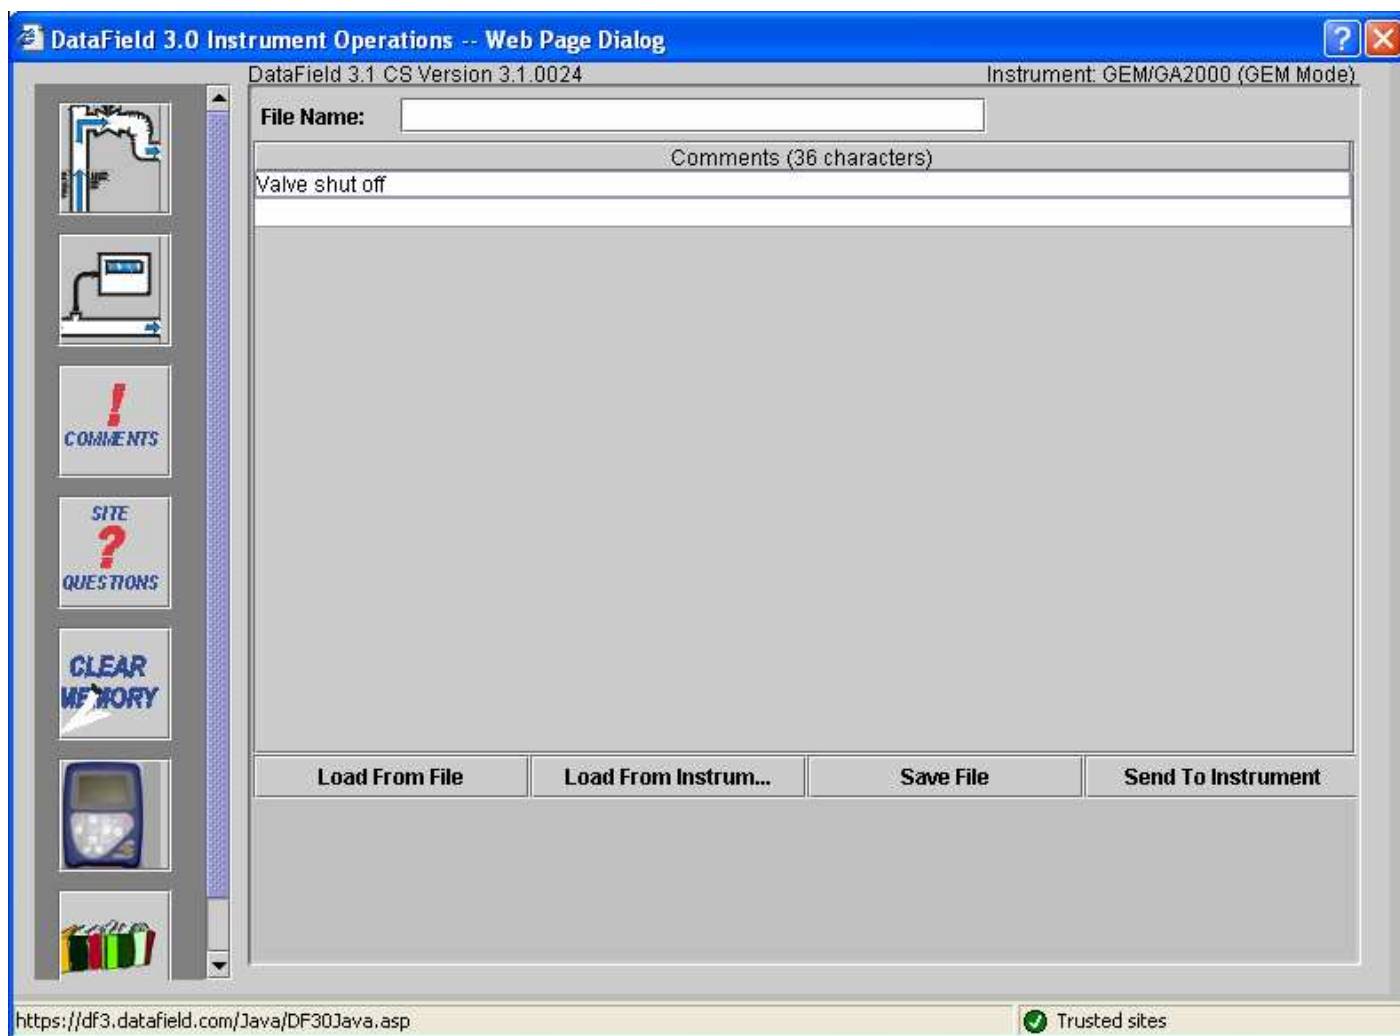 DataField 3.0 Instrument Operations -- Web Page Dialog
DataField 3.1 CS Version 3.1.0024 Instrument: GEM/GA2000 (GEM Mode)
File Name:
Comments (36 characters)
Valve shut off
!
COMMENTS
SITE
?
QUESTIONS
CLEAR
MEMORY
Load From File Load From Instrum... Save File Send To Instrument
https://df3.datafield.com/Java/DF30Java.asp Trusted sites